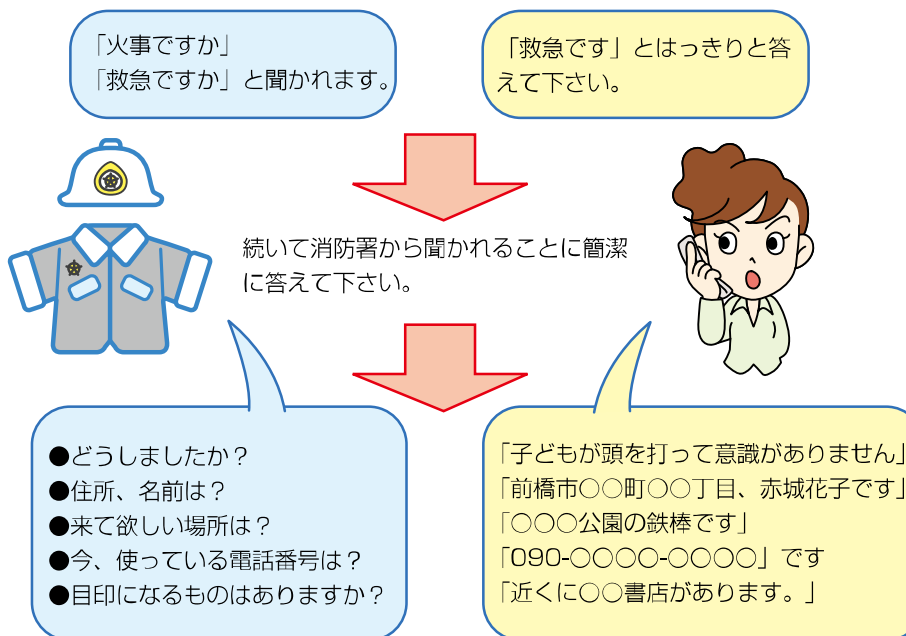 「火事ですか」
「救急ですか」と聞かれます。
「救急です」とはっきりと答
えて下さい。
続いて消防署から聞かれることに簡潔
に答えて下さい。
●どうしましたか？
●住所、名前は？
●来て欲しい場所は？
●今、使っている電話番号は？
●目印になるものはありますか？
「子どもが頭を打って意識がありません」
「前橋市○○町○○丁目、赤城花子です」
「○○○公園の鉄棒です」
「090-○○○○-○○○○」です
「近くに○○書店があります。」